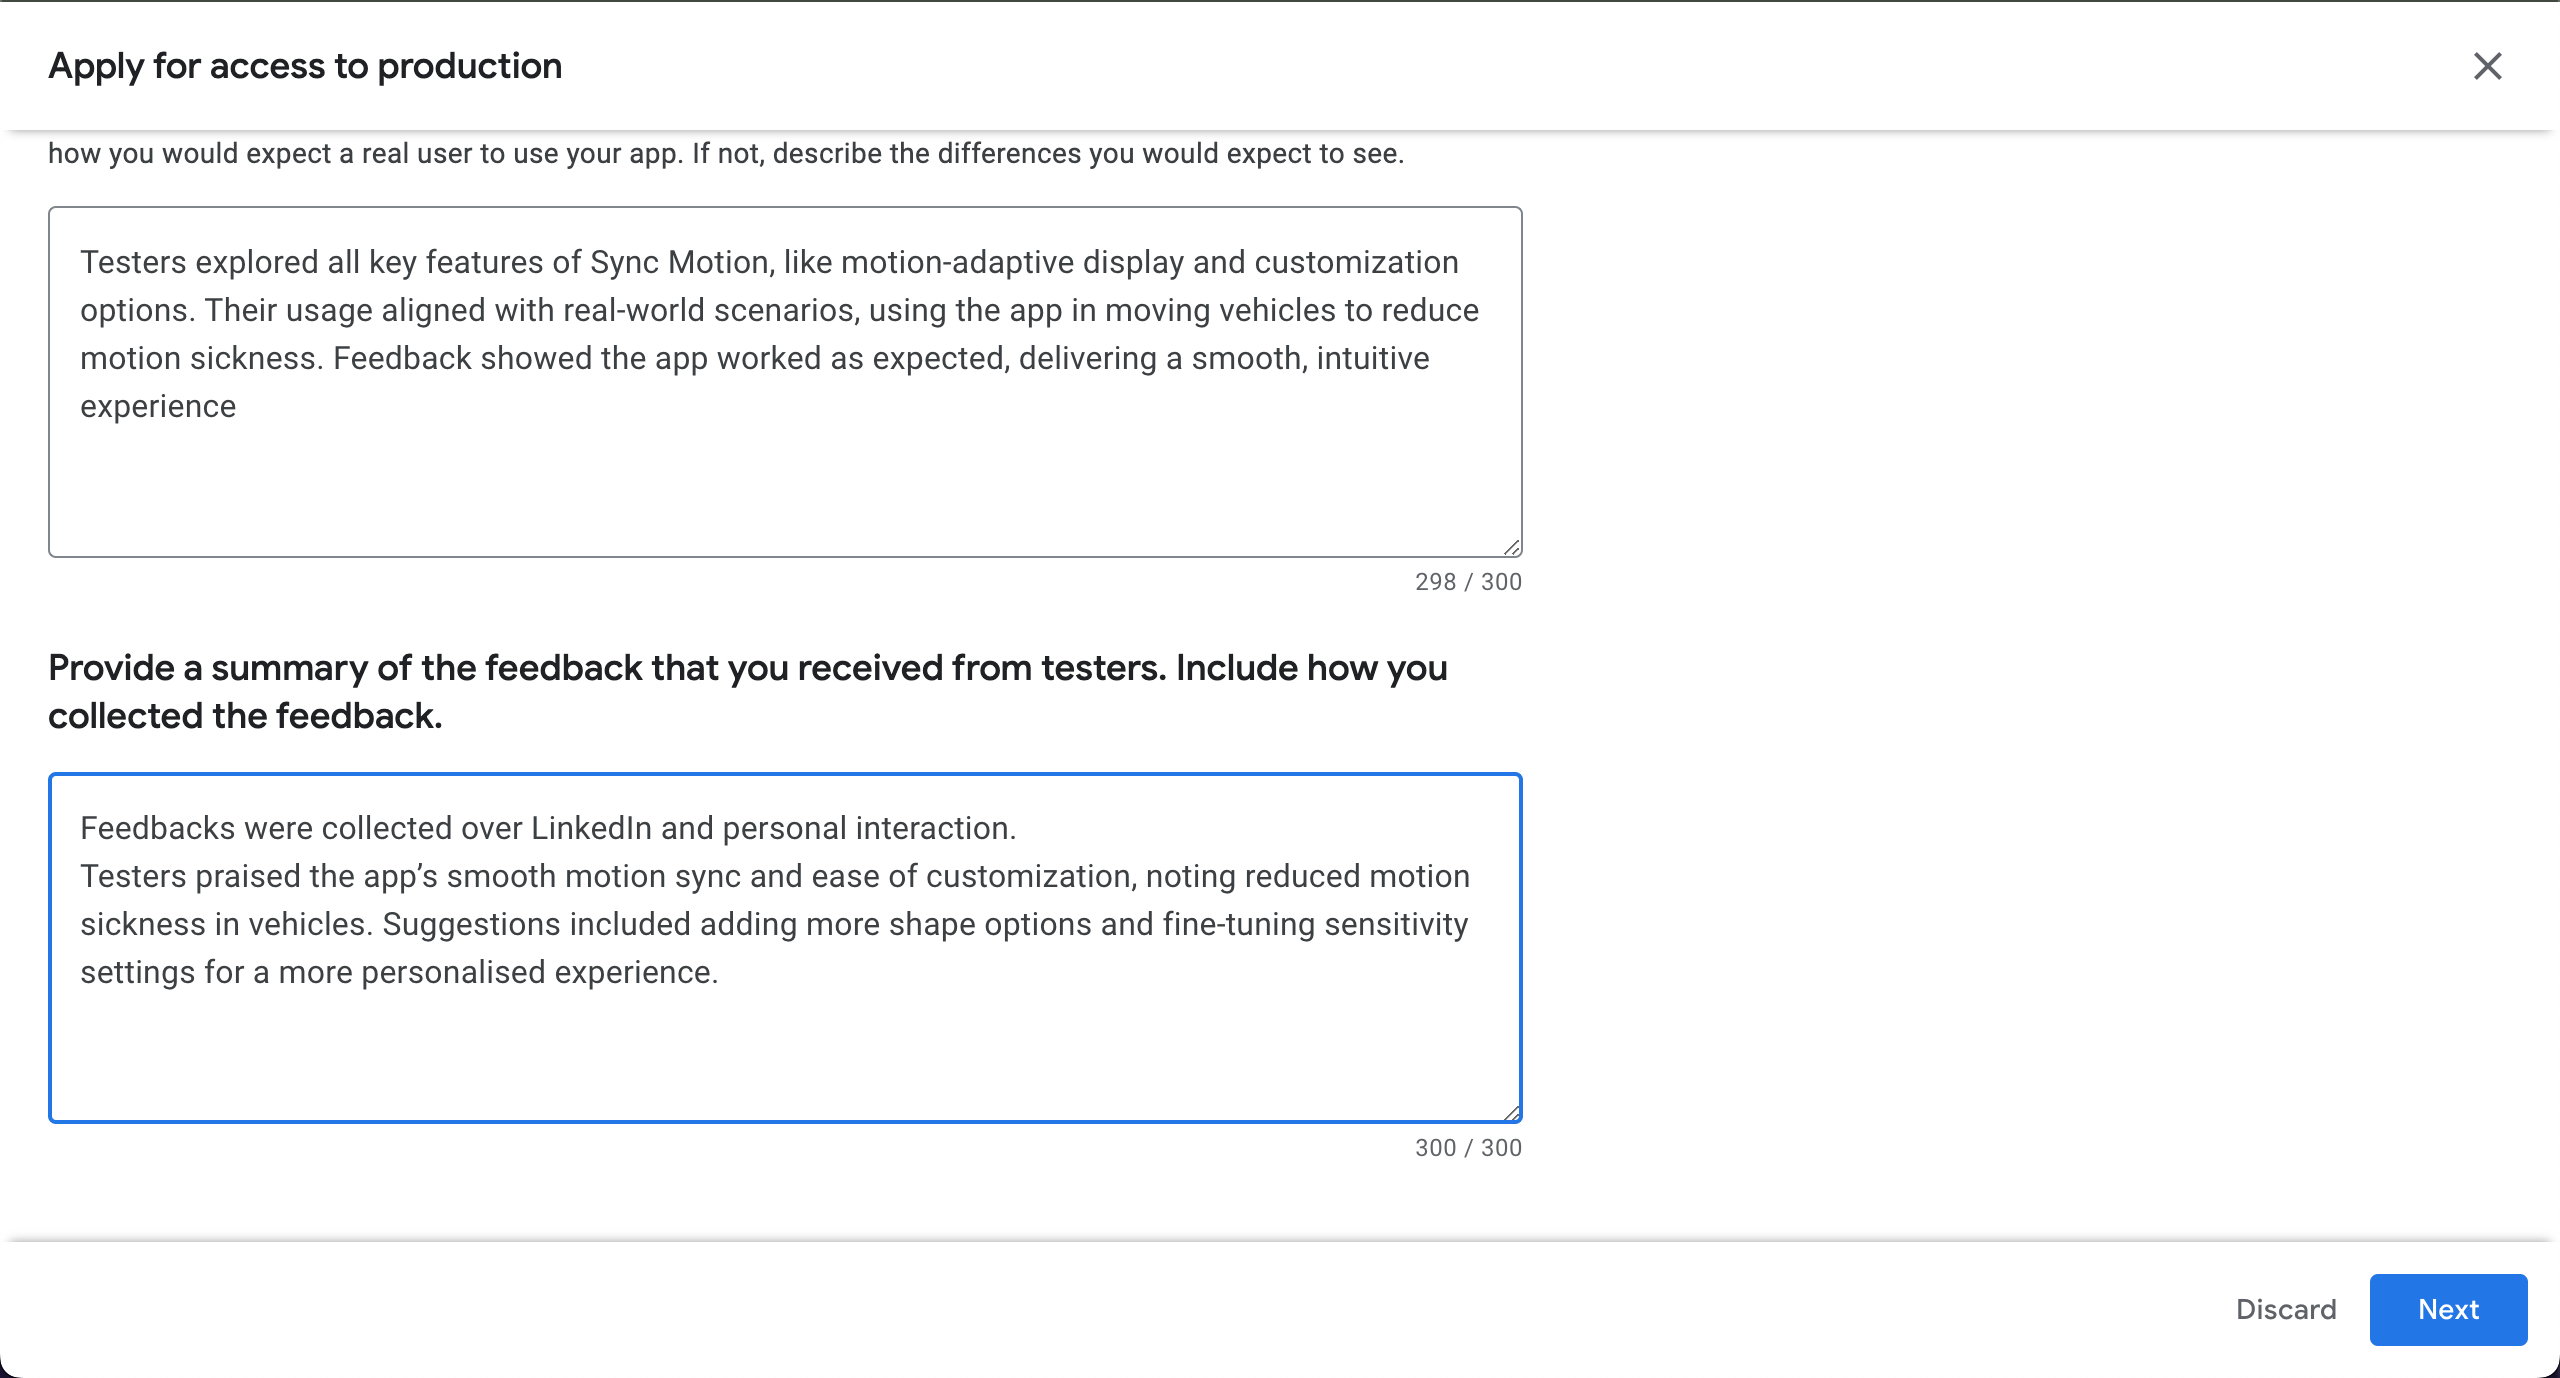 Apply for access to production
how you would expect a real user to use your app. If not, describe the differences you would expect to see.
Testers explored all key features of Sync Motion, like motion-adaptive display and customization
options. Their usage aligned with real-world scenarios, using the app in moving vehicles to reduce
motion sickness. Feedback showed the app worked as expected, delivering a smooth, intuitive
experience
298 / 300
Provide a summary of the feedback that you received from testers. Include how you
collected the feedback.
Feedbacks were collected over LinkedIn and personal interaction.
Testers praised the app’s smooth motion sync and ease of customization, noting reduced motion
sickness in vehicles. Suggestions included adding more shape options and fine-tuning sensitivity
settings for a more personalised experience.
300 / 300
Discard
Next